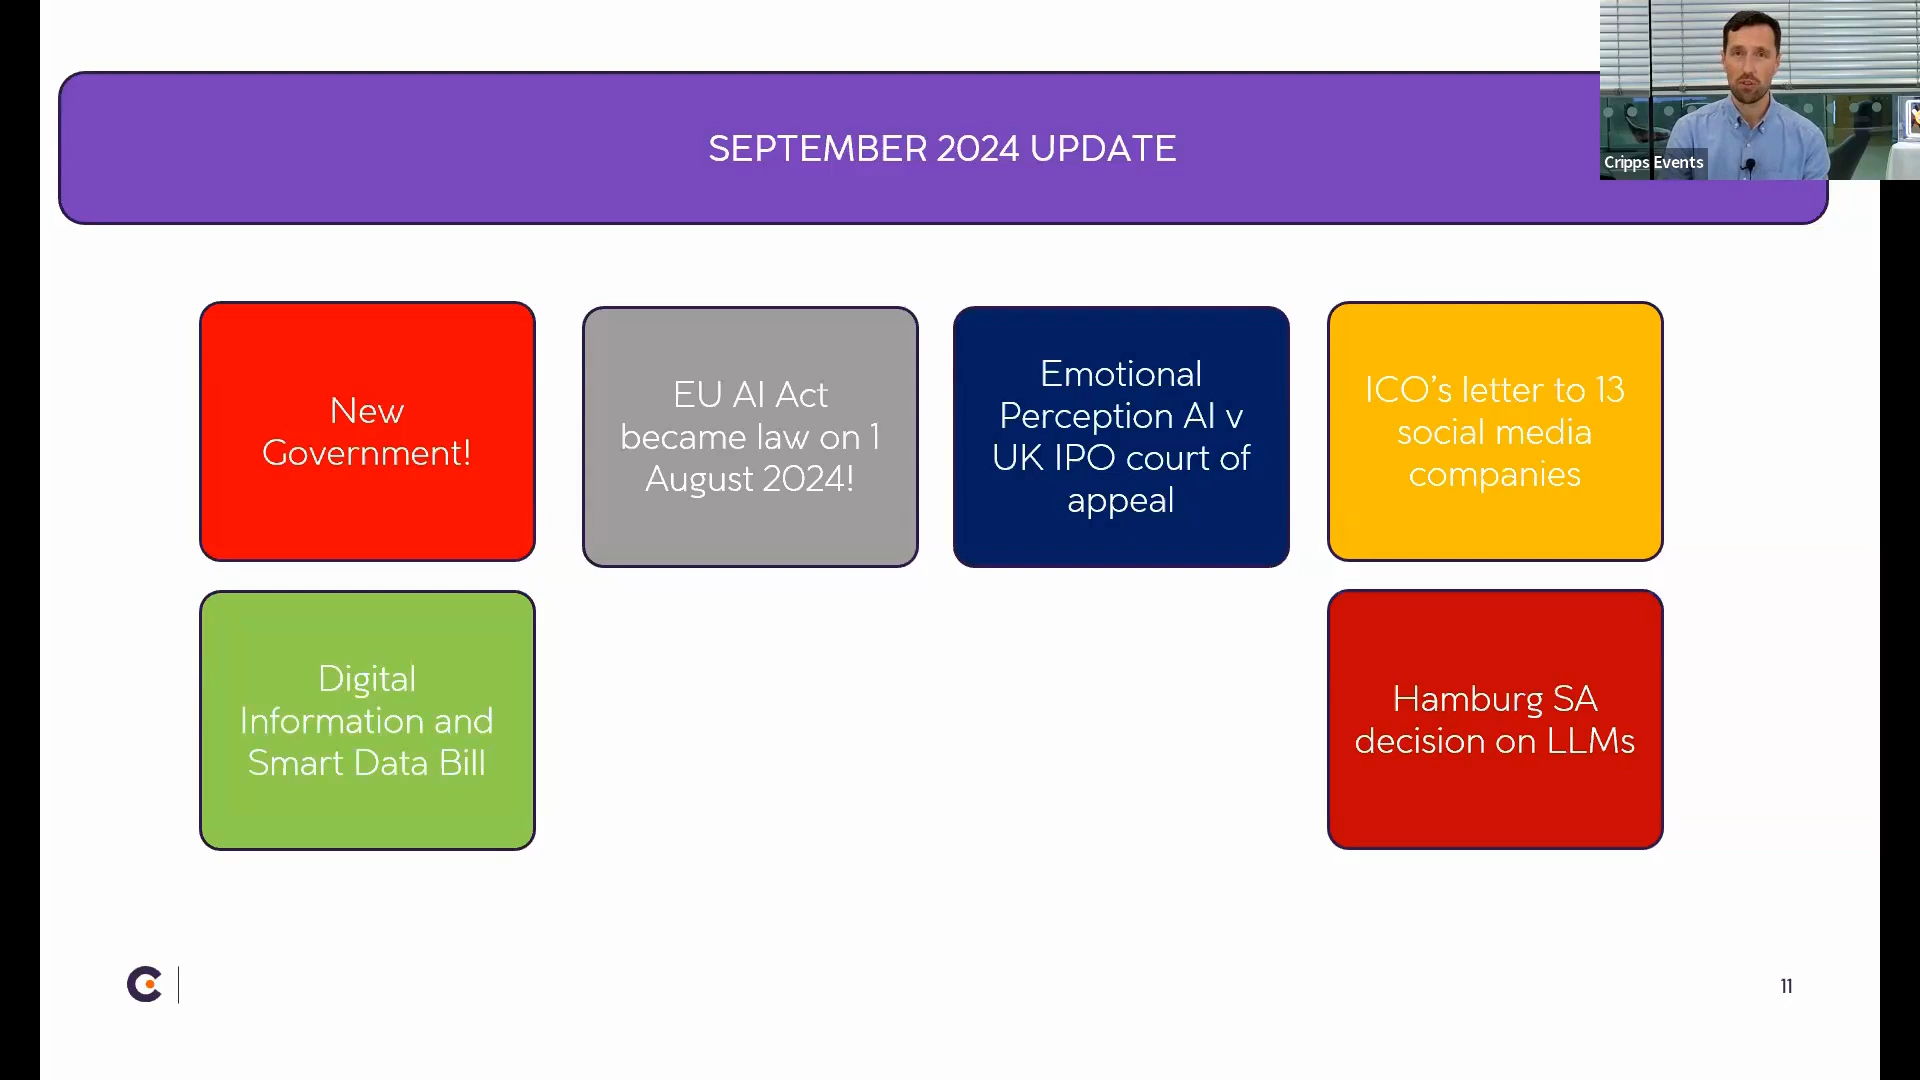 SEPTEMBER 2024 UPDATE
Cripps Events
New
Government!
EU AI Act
became law on 1
August 2024!
Emotional
Perception AI v
UK IPO court of
appeal
ICO’s letter to 13
social media
companies
Digital
Information and
Smart Data Bill
Hamburg SA
decision on LLMs
11